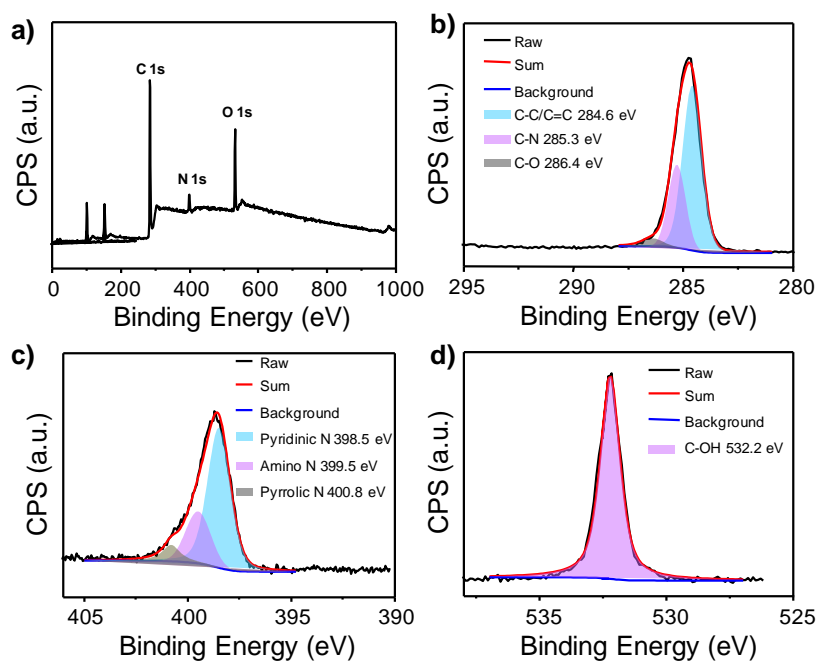 a)
C 1s
O 1s
N 1s
CPS (a.u.)
0 200 400 600 800 1000
Binding Energy (eV)
b)
Raw
Sum
Background
C-C/C=C 284.6 eV
C-N 285.3 eV
C-O 286.4 eV
CPS (a.u.)
295 290 285 280
Binding Energy (eV)
c)
Raw
Sum
Background
Pyridinic N 398.5 eV
Amino N 399.5 eV
Pyrrolic N 400.8 eV
CPS (a.u.)
405 400 395 390
Binding Energy (eV)
d)
Raw
Sum
Background
C-OH 532.2 eV
CPS (a.u.)
535 530 525
Binding Energy (eV)